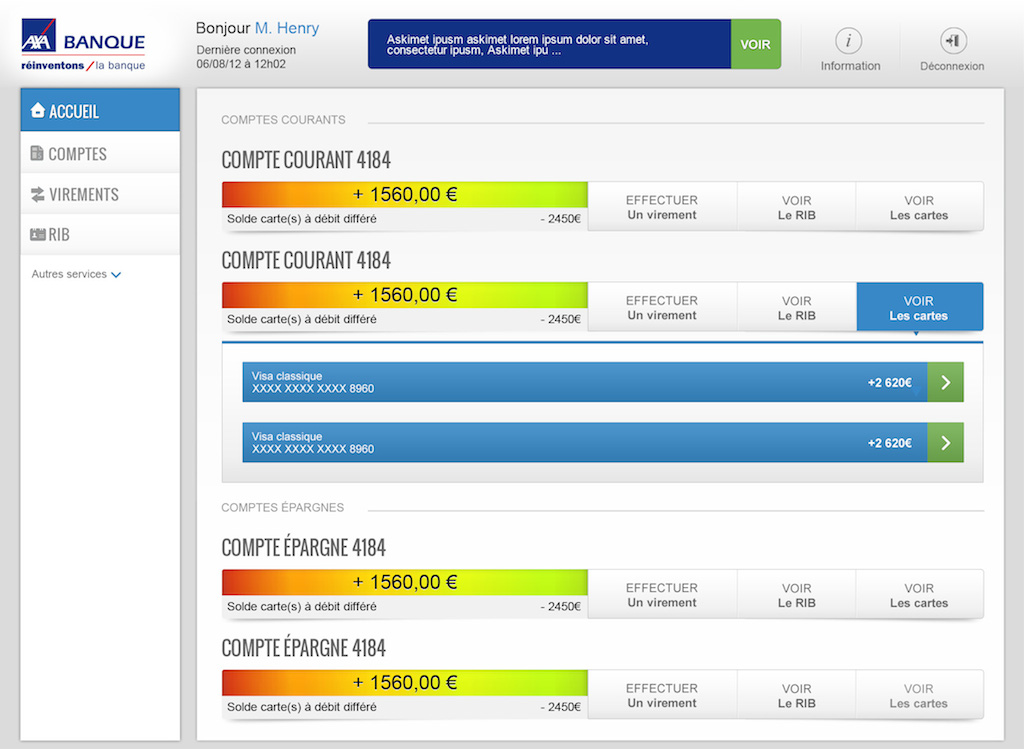 AXA BANQUE
réinventons / la banque
Bonjour M. Henry
Dernière connexion
06/08/12 à 12h02
Askimet ipusm askimet lorem ipsum dolor sit amet,
consectetur ipusm, Askimet ipu ...
VOIR
Information
Déconnexion
ACCUEIL
COMPTES
VIREMENTS
RIB
Autres services
COMPTES COURANTS
COMPTE COURANT 4184
+ 1560,00 €
Solde carte(s) à débit différé - 2450€
EFFECTUER
Un virement
VOIR
Le RIB
VOIR
Les cartes
COMPTE COURANT 4184
+ 1560,00 €
Solde carte(s) à débit différé - 2450€
EFFECTUER
Un virement
VOIR
Le RIB
VOIR
Les cartes
Visa classique
XXXX XXXX XXXX 8960
+2 620€
Visa classique
XXXX XXXX XXXX 8960
+2 620€
COMPTES ÉPARGNES
COMPTE ÉPARGNE 4184
+ 1560,00 €
Solde carte(s) à débit différé - 2450€
EFFECTUER
Un virement
VOIR
Le RIB
VOIR
Les cartes
COMPTE ÉPARGNE 4184
+ 1560,00 €
Solde carte(s) à débit différé - 2450€
EFFECTUER
Un virement
VOIR
Le RIB
VOIR
Les cartes